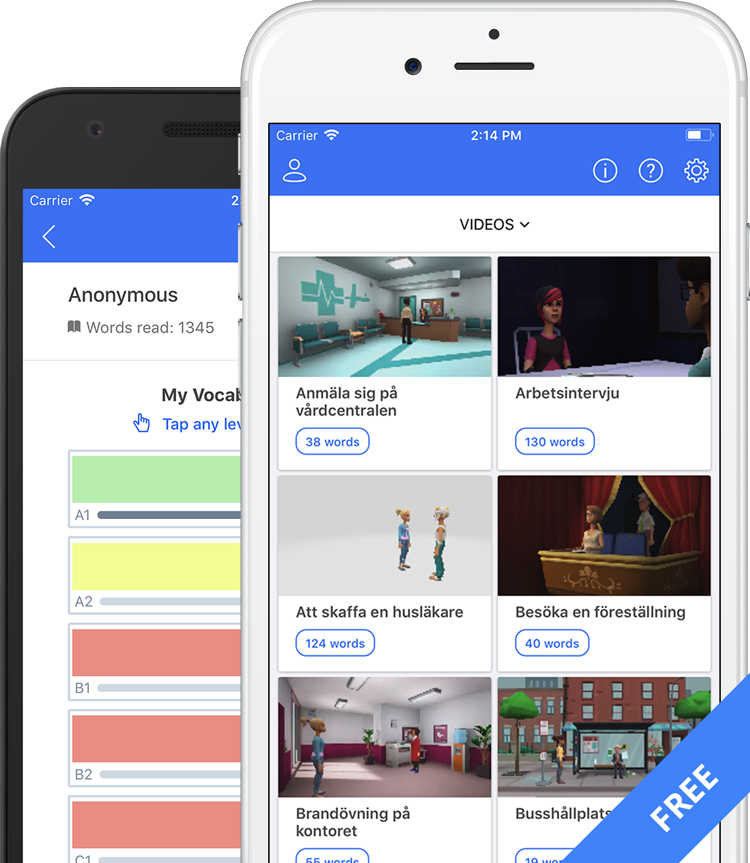 Carrier
2
Anonymous
Words read: 1345
My Vocab
Tap any lev
A1
A2
B1
B2
C1
Carrier 2:14 PM
VIDEOS
Anmäla sig på
vårdcentralen
38 words
Arbetsintervju
130 words
Att skaffa en husläkare
124 words
Besöka en föreställning
40 words
Brandövning på
kontoret
55 words
Busshållplats
19 wor
FREE